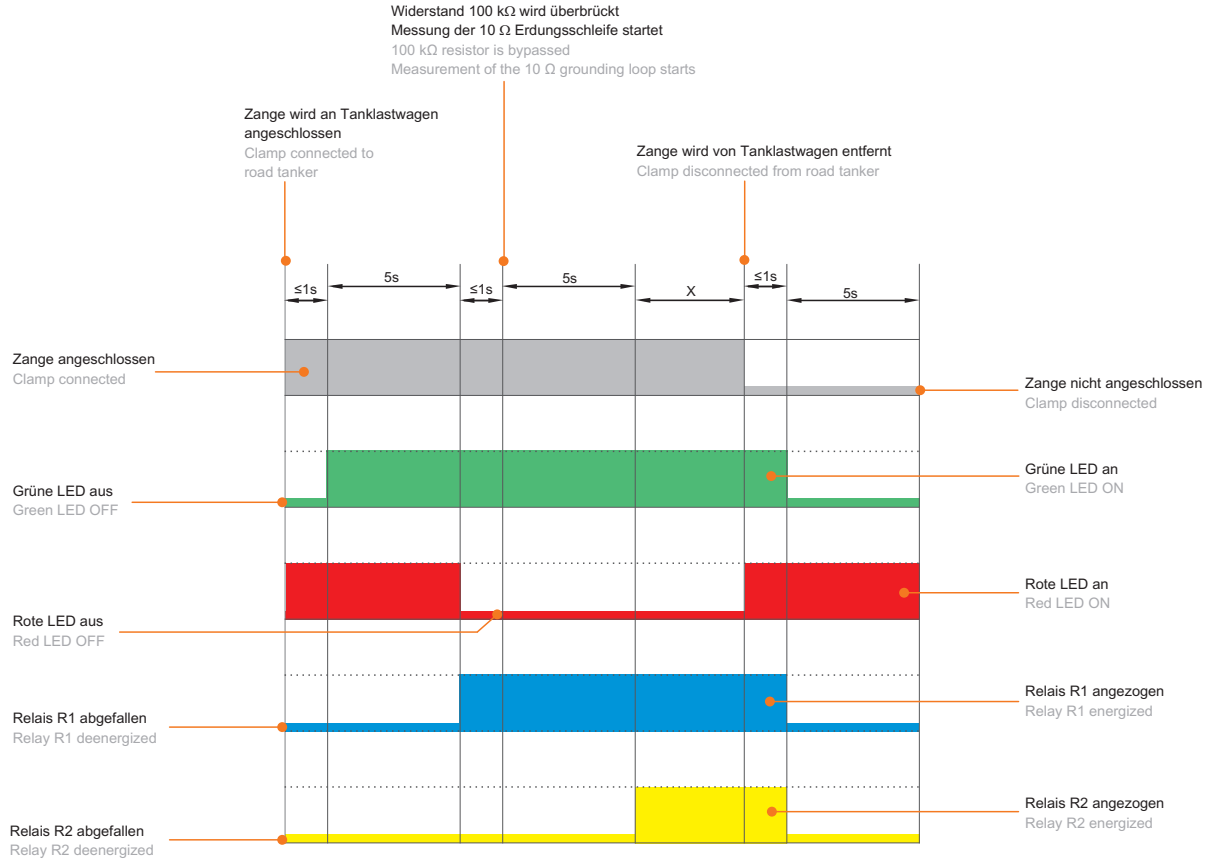 Widerstand 100 kΩ wird überbrückt
Messung der 10 Ω Erdungsschleife startet
100 kΩ resistor is bypassed
Measurement of the 10 Ω grounding loop starts
Zange wird an Tanklastwagen
angeschlossen
Clamp connected to
road tanker
Zange wird von Tanklastwagen entfernt
Clamp disconnected from road tanker
≤1s
5s
≤1s
5s
X
≤1s
5s
Zange angeschlossen
Clamp connected
Zange nicht angeschlossen
Clamp disconnected
Grüne LED aus
Green LED OFF
Grüne LED an
Green LED ON
Rote LED aus
Red LED OFF
Rote LED an
Red LED ON
Relais R1 abgefallen
Relay R1 deenergized
Relais R1 angezogen
Relay R1 energized
Relais R2 abgefallen
Relay R2 deenergized
Relais R2 angezogen
Relay R2 energized